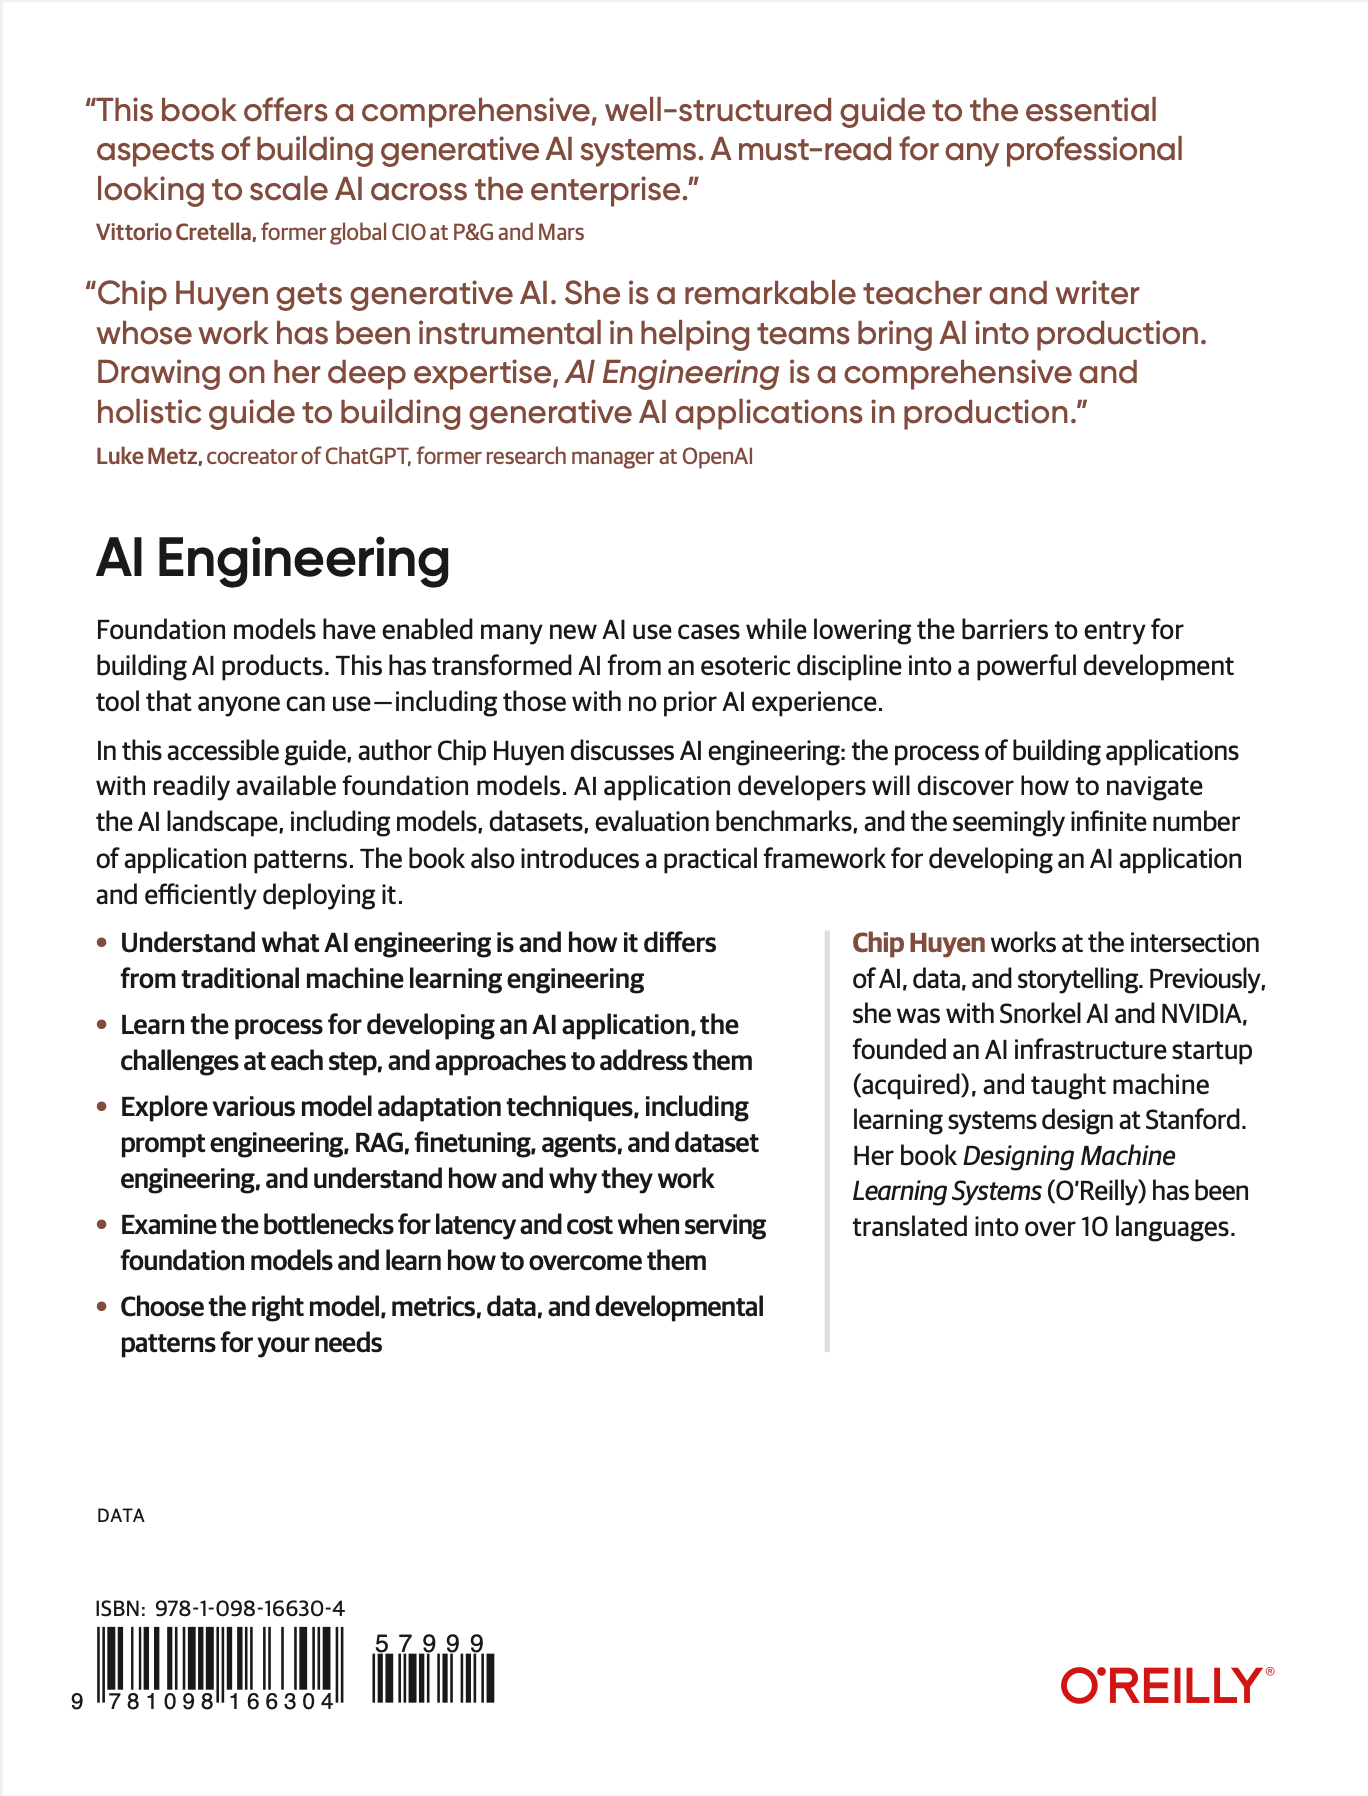 “This book offers a comprehensive, well-structured guide to the essential
aspects of building generative AI systems. A must-read for any professional
looking to scale AI across the enterprise.”
Vittorio Cretella, former global CIO at P&G and Mars
“Chip Huyen gets generative AI. She is a remarkable teacher and writer
whose work has been instrumental in helping teams bring AI into production.
Drawing on her deep expertise, AI Engineering is a comprehensive and
holistic guide to building generative AI applications in production.”
Luke Metz, cocreator of ChatGPT, former research manager at OpenAI
AI Engineering
Foundation models have enabled many new AI use cases while lowering the barriers to entry for
building AI products. This has transformed AI from an esoteric discipline into a powerful development
tool that anyone can use—including those with no prior AI experience.
In this accessible guide, author Chip Huyen discusses AI engineering: the process of building applications
with readily available foundation models. AI application developers will discover how to navigate
the AI landscape, including models, datasets, evaluation benchmarks, and the seemingly infinite number
of application patterns. The book also introduces a practical framework for developing an AI application
and efficiently deploying it.
• Understand what AI engineering is and how it differs
from traditional machine learning engineering
• Learn the process for developing an AI application, the
challenges at each step, and approaches to address them
• Explore various model adaptation techniques, including
prompt engineering, RAG, finetuning, agents, and dataset
engineering, and understand how and why they work
• Examine the bottlenecks for latency and cost when serving
foundation models and learn how to overcome them
• Choose the right model, metrics, data, and developmental
patterns for your needs
Chip Huyen works at the intersection
of AI, data, and storytelling. Previously,
she was with Snorkel AI and NVIDIA,
founded an AI infrastructure startup
(acquired), and taught machine
learning systems design at Stanford.
Her book Designing Machine
Learning Systems (O’Reilly) has been
translated into over 10 languages.
DATA
ISBN: 978-1-098-16630-4
57999
9 781098 166304
O’REILLY®